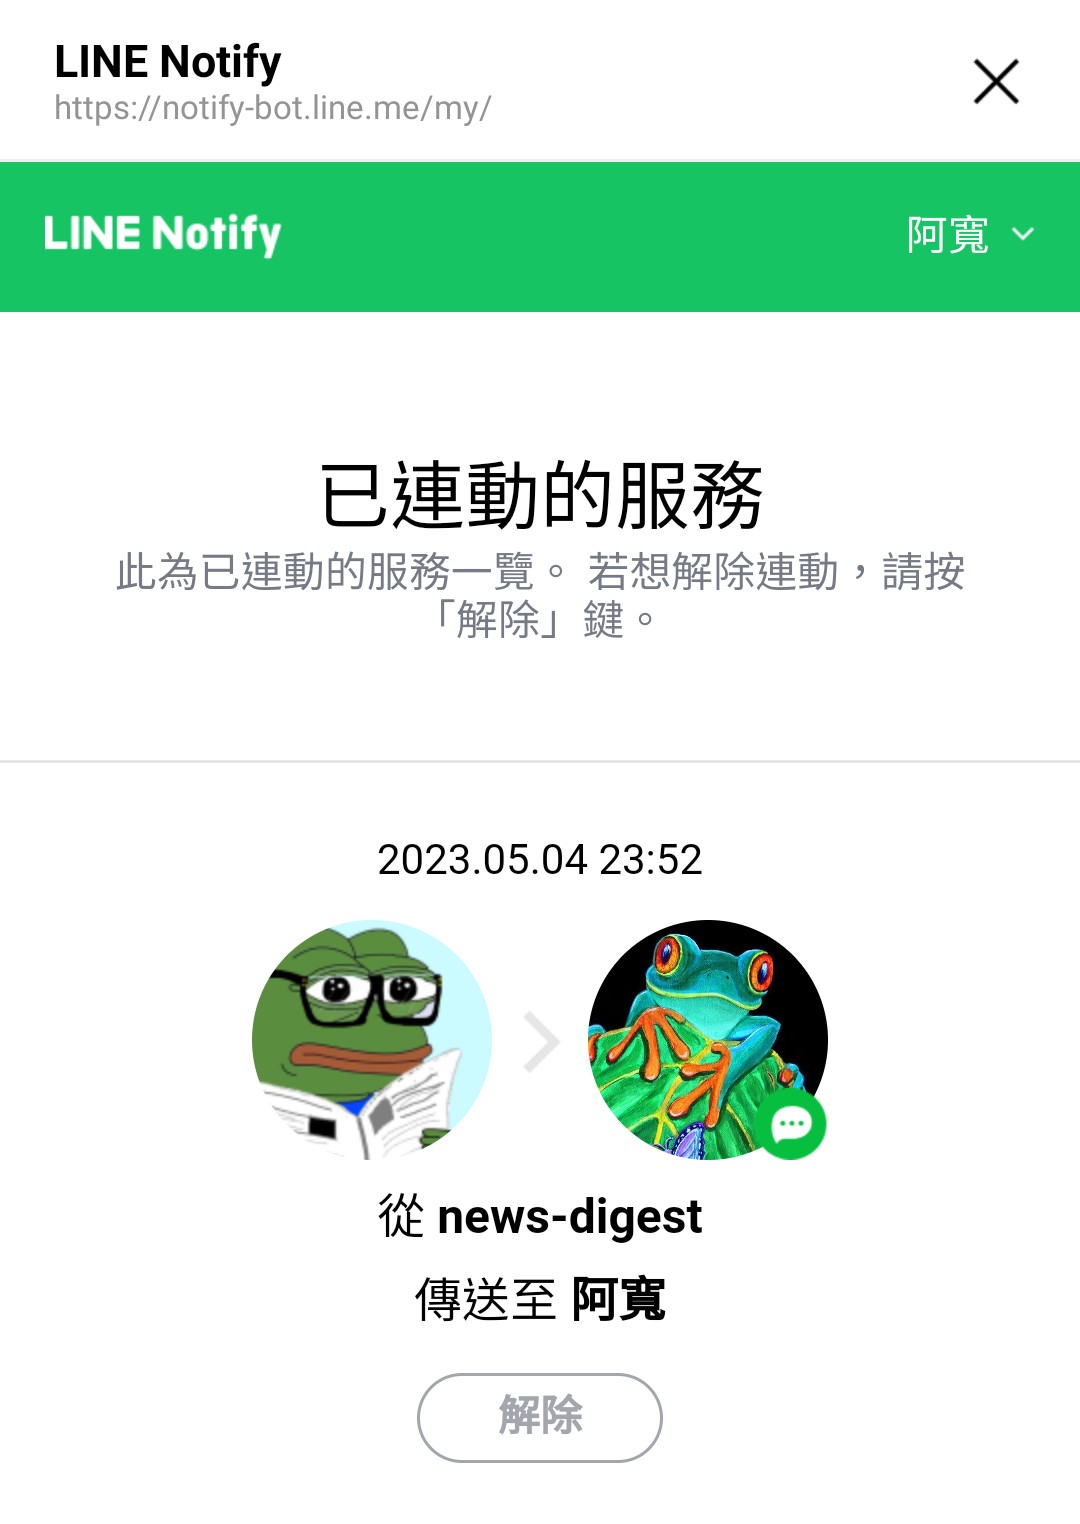 LINE Notify
https://notify-bot.line.me/my/
LINE Notify
阿寬
已連動的服務
此為已連動的服務一覽。 若想解除連動，請按
「解除」鍵。
2023.05.04 23:52
從 news-digest
傳送至 阿寬
解除